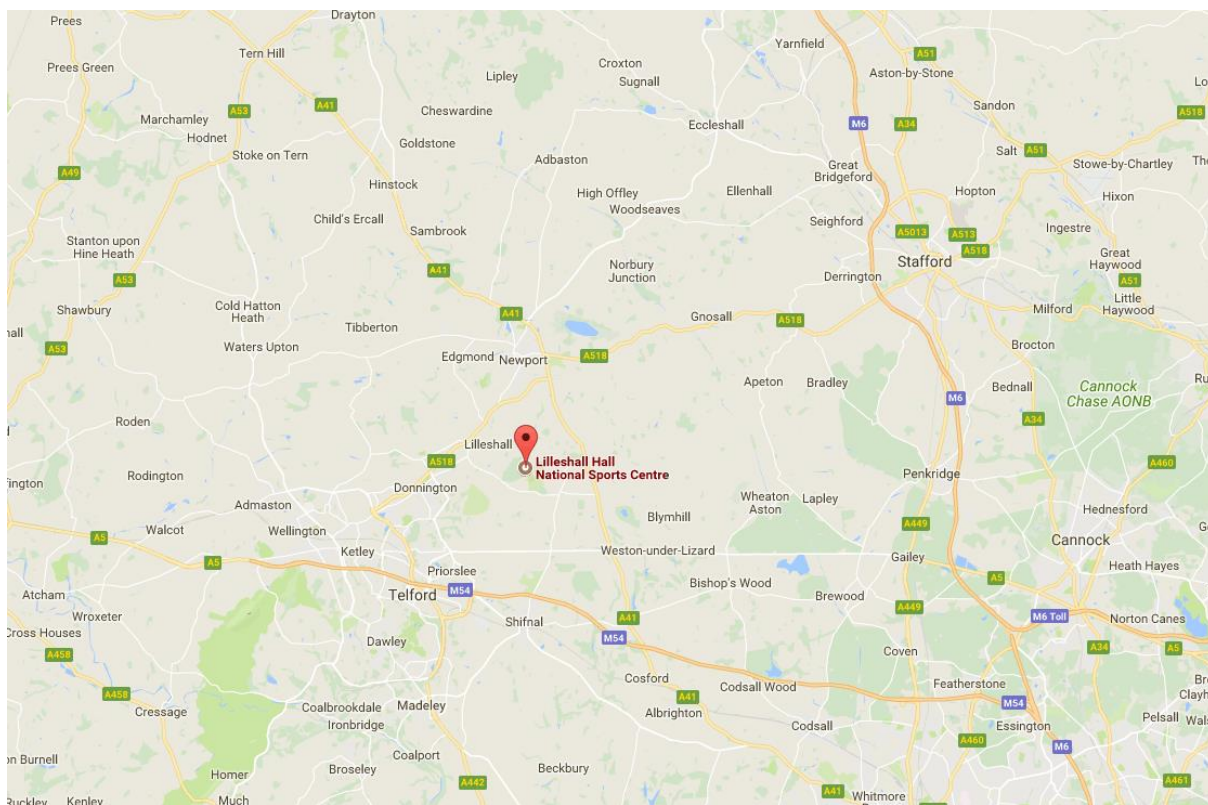 Prees
Drayton
Yarnfield
A51
Tern Hill
Croxton
Aston-by-Stone
Prees Green
Lipley
Sugnall
A41
Cheswardine
Sandon
A53
A518
Marchamley
Eccleshall
M6
A34
Hodnet
Goldstone
Salt
A51
Stoke on Tern
Adbaston
Great
Bridgeford
Stowe-by-Chartley
A49
Hinstock
High Offley
Ellenhall
Hopton
Hixon
Woodseaves
Child's Ercall
Seighford
Sambrook
A5013
A513
Ingestre
Stanton upon
Hine Heath
A518
Great
Haywood
Stafford
Norbury
Junction
A41
Derrington
A53
A51
Shawbury
Cold Hatton
Heath
Little
Haywood
A41
Gnosall
A518
Milford
Tibberton
A53
Waters Upton
Edgmond
Newport
A518
Brocton
Apeton
Bradley
Bednall
Cannock
Chase AONB
M6
A34
Roden
Lilleshall
A518
Lilleshall Hall
National Sports Centre
A460
Rodington
Donnington
Penkridge
Wheaton
Aston
Lapley
Admaston
Hednesford
Walcot
Wellington
Blymhill
A449
A5
Ketley
Weston-under-Lizard
Gailey
Cannock
A5
Priorslee
Heath Hayes
M54
Bishop's Wood
A5
Atcham
Telford
Brewood
Wroxeter
A449
Shifnal
A41
M6 Toll
Norton Canes
Cross Houses
Dawley
M54
A34
A5
A458
Coven
Cosford
Codsall Wood
Featherstone
A458
A41
M54
Cressage
Coalbrookdale
Madeley
Albrighton
Pelsall
Ironbridge
Codsall
Essington
A460
M6
Coalport
Broseley
Beckbury
Homer
A442
A461
A41
Much
Whitmore
Kenley